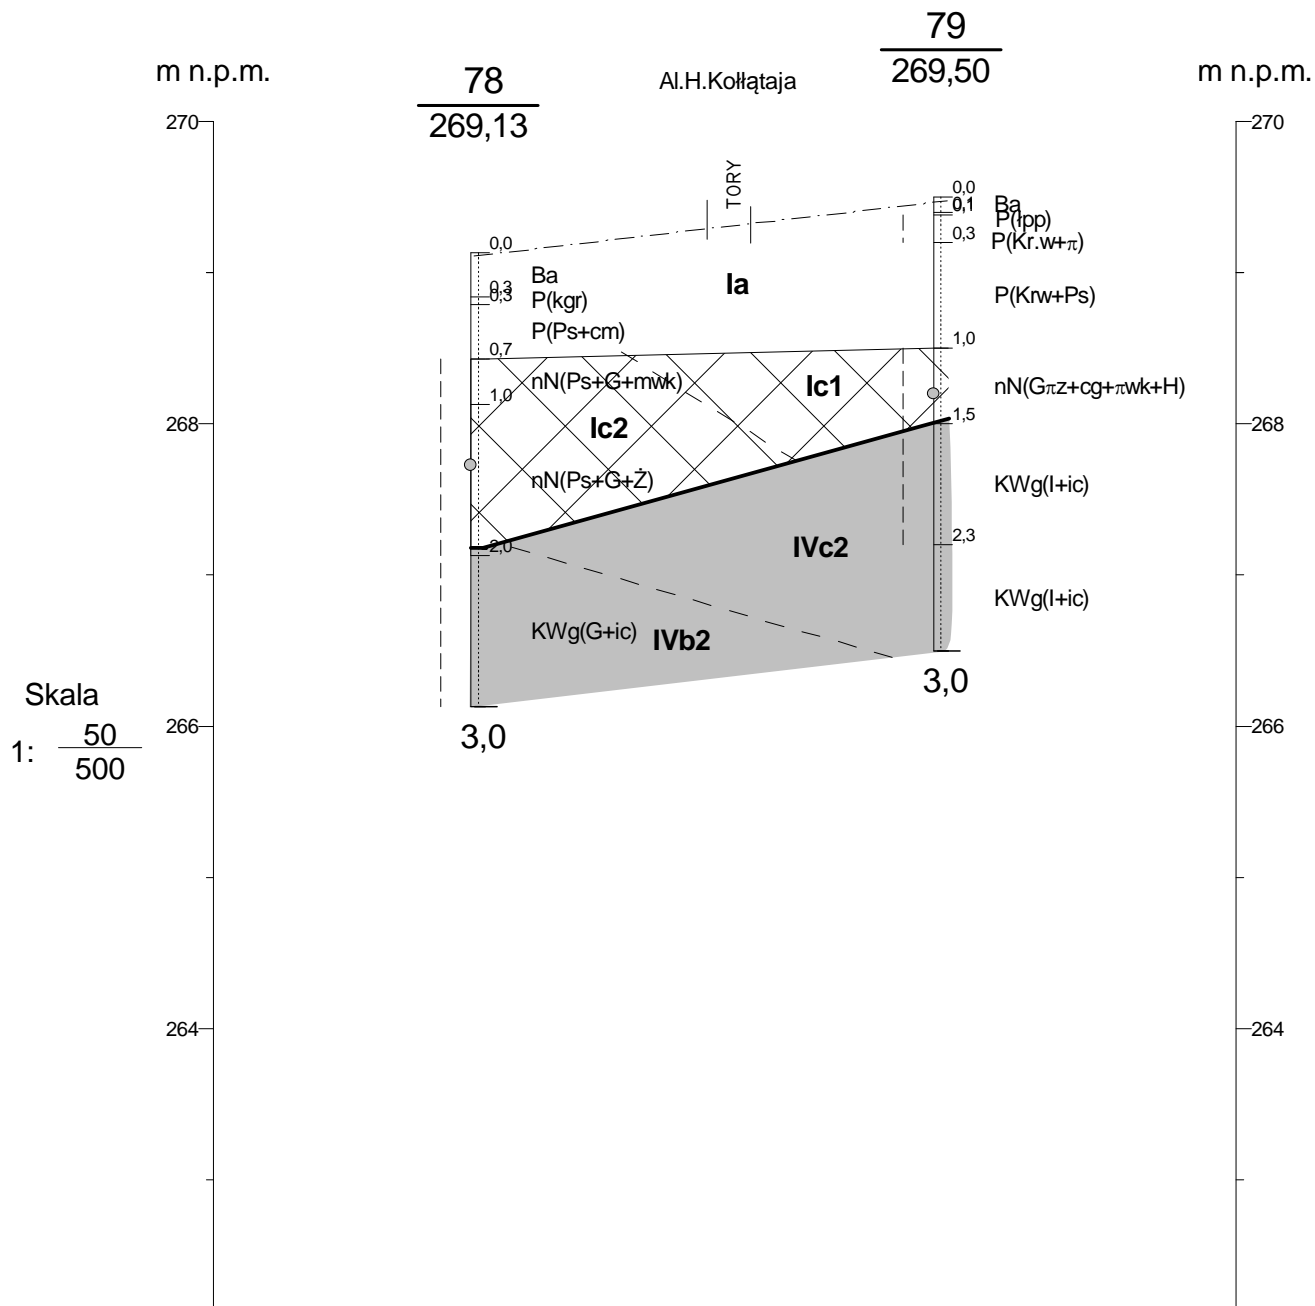 79
269,50
m n.p.m.
78
269,13
Al.H.Kołłątaja
m n.p.m.
270
270
TORY
0,0
0,1
0,1
0,3
Ba
P(łpp)
P(Kr.w+π)
P(Krw+Ps)
0,0
0,3
0,3
Ba
P(kgr)
P(Ps+cm)
Ia
0,7
1,0
nN(Ps+G+mwk)
1,0
Ic1
nN(Gπz+cg+πwk+H)
Ic2
1,5
268
268
nN(Ps+G+Ż)
KWg(I+ic)
2,0
IVc2
2,3
KWg(I+ic)
KWg(G+ic)
IVb2
3,0
3,0
Skala
1:
50
500
266
266
264
264